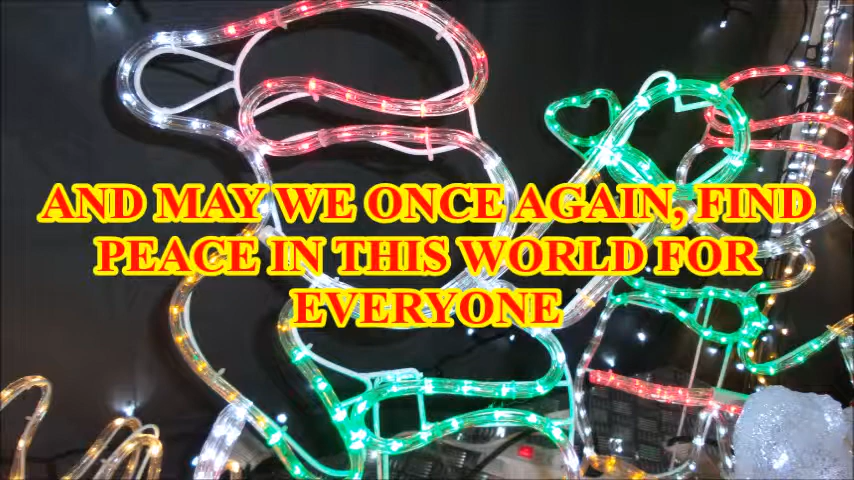 AND MAY WE ONCE AGAIN, FIND
PEACE IN THIS WORLD FOR
EVERYONE